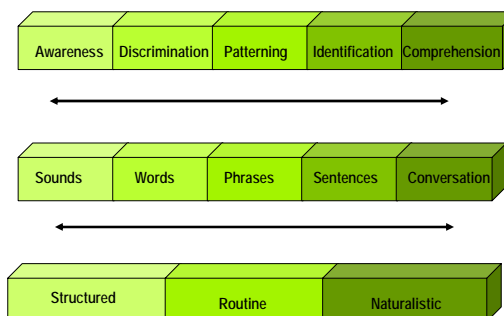 Awareness Discrimination Patterning Identification Comprehension
Sounds Words Phrases Sentences Conversation
Structured Routine Naturalistic